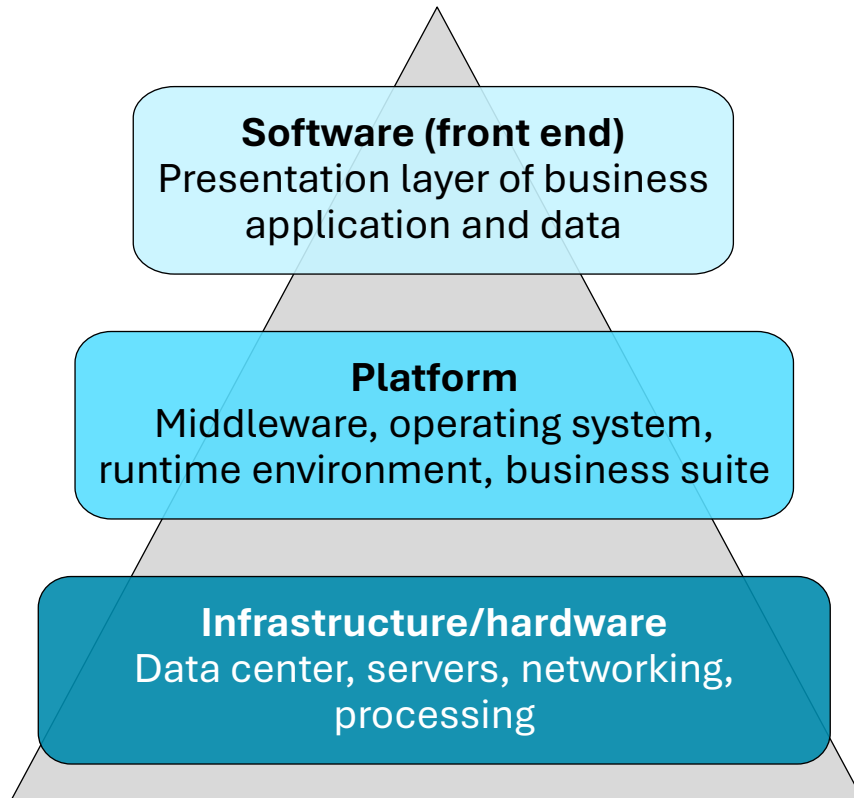 Software (front end)
Presentation layer of business
application and data
Platform
Middleware, operating system,
runtime environment, business suite
Infrastructure/hardware
Data center, servers, networking,
processing